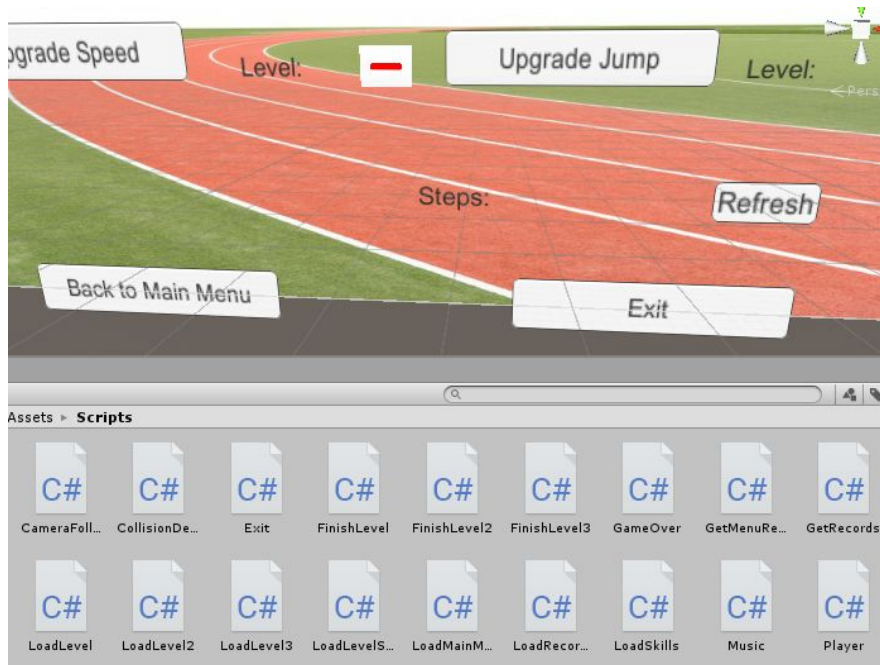 pgrade Speed
Level:
Upgrade Jump
Level:
Pers
Steps:
Refresh
Back to Main Menu
Exit
Assets ▸ Scripts
C# C# C# C# C# C# C# C# C#
CameraFoll... CollisionDe... Exit FinishLevel FinishLevel2 FinishLevel3 GameOver GetMenuRe... GetRecords
C# C# C# C# C# C# C# C# C#
LoadLevel LoadLevel2 LoadLevel3 LoadLevelS... LoadMainM... LoadRecor... LoadSkills Music Player